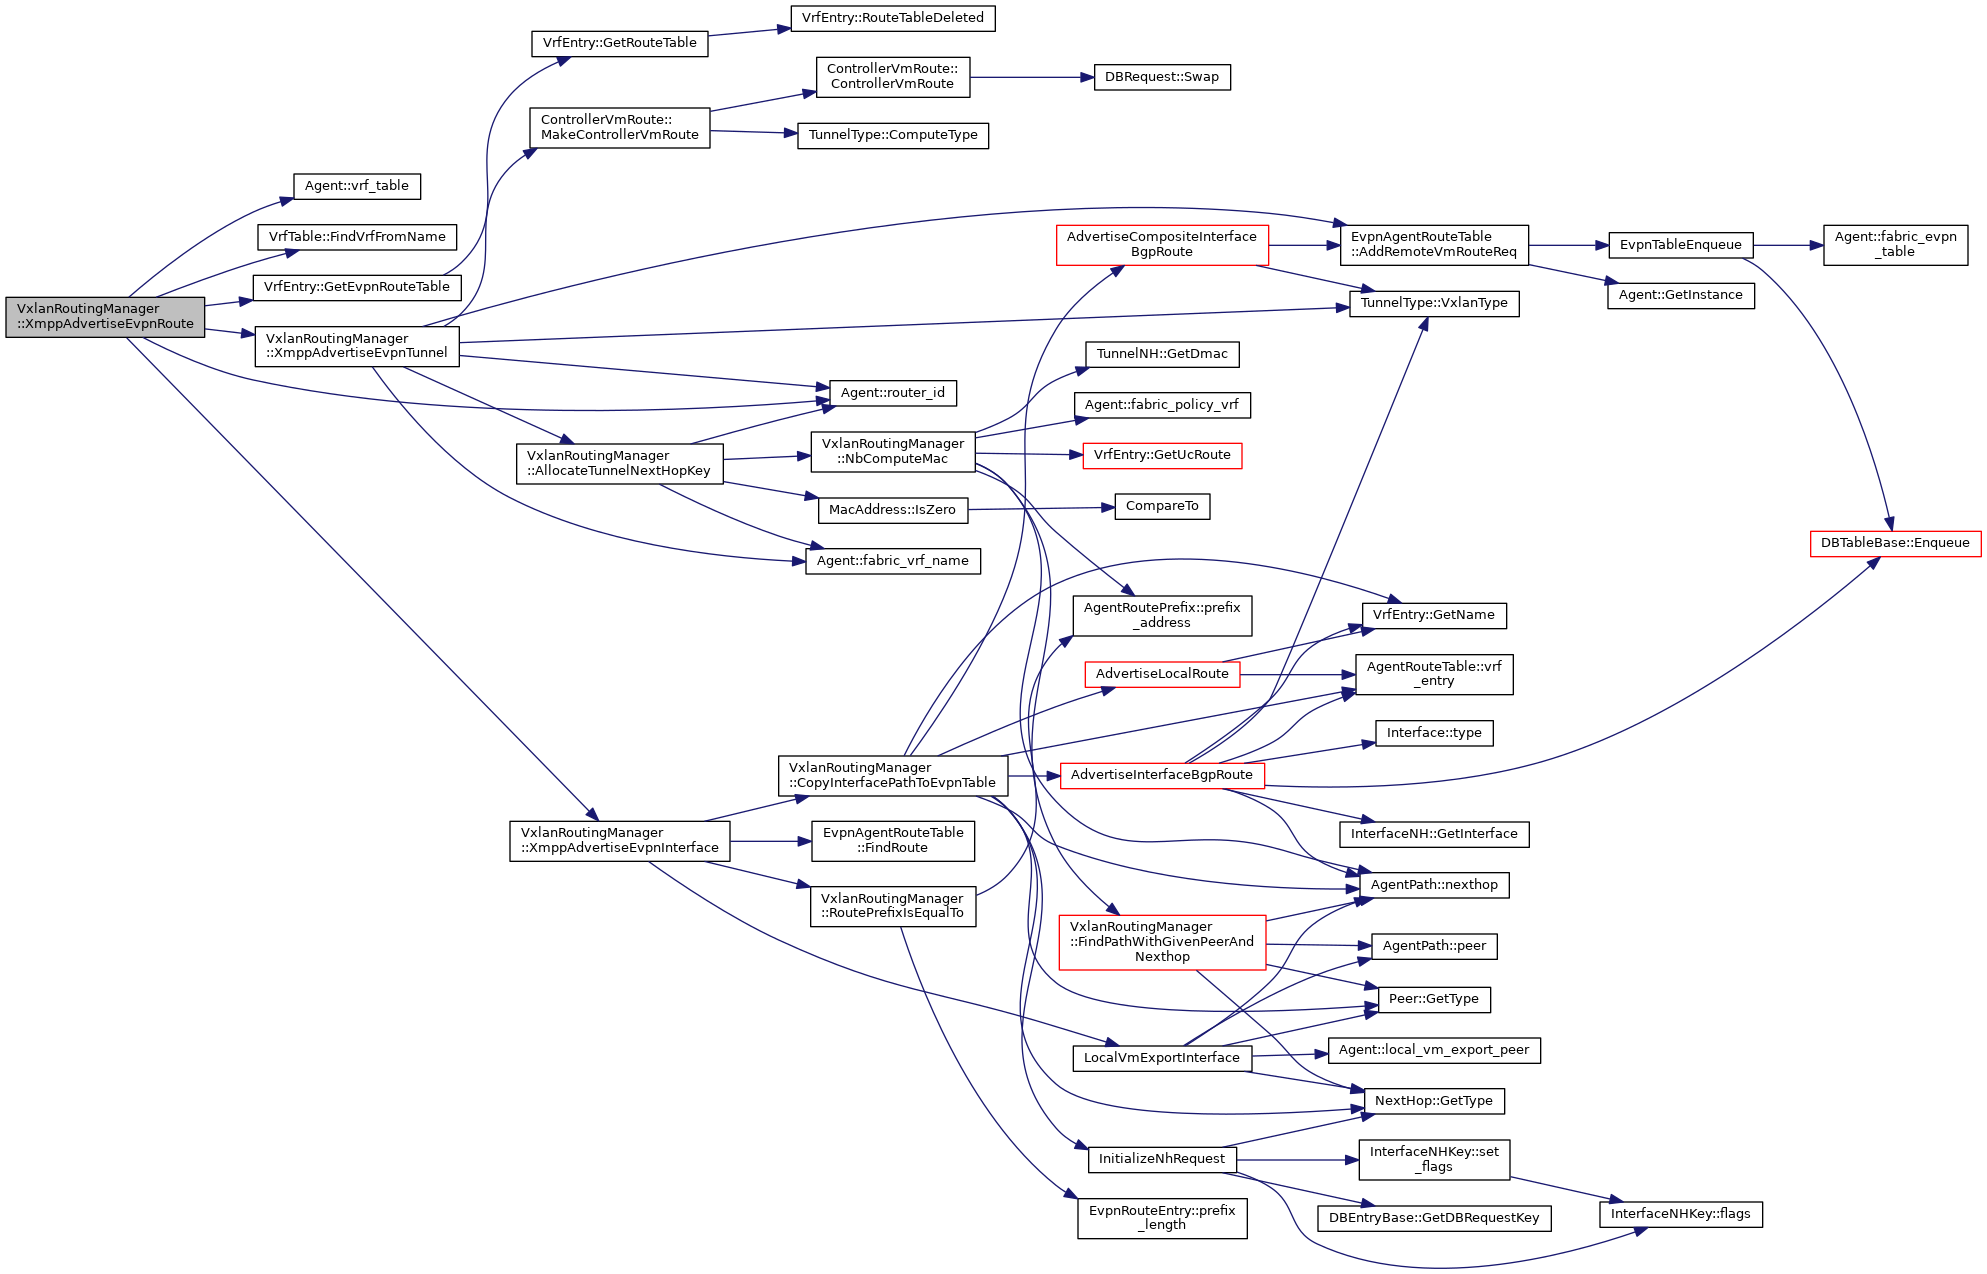 VxlanRoutingManager
::XmppAdvertiseEvpnRoute
Agent::vrf_table
VrfTable::FindVrfFromName
VrfEntry::GetEvpnRouteTable
VxlanRoutingManager
::XmppAdvertiseEvpnTunnel
VrfEntry::GetRouteTable
VrfEntry::RouteTableDeleted
ControllerVmRoute::
MakeControllerVmRoute
ControllerVmRoute::
ControllerVmRoute
DBRequest::Swap
TunnelType::ComputeType
AdvertiseCompositeInterface
BgpRoute
EvpnAgentRouteTable
::AddRemoteVmRouteReq
EvpnTableEnqueue
Agent::fabric_evpn
_table
Agent::GetInstance
TunnelType::VxlanType
Agent::router_id
VxlanRoutingManager
::AllocateTunnelNextHopKey
VxlanRoutingManager
::NbComputeMac
TunnelNH::GetDmac
Agent::fabric_policy_vrf
VrfEntry::GetUcRoute
MacAddress::IsZero
CompareTo
Agent::fabric_vrf_name
DBTableBase::Enqueue
AgentRoutePrefix::prefix
_address
VrfEntry::GetName
AdvertiseLocalRoute
AgentRouteTable::vrf
_entry
Interface::type
VxlanRoutingManager
::CopyInterfacePathToEvpnTable
AdvertiseInterfaceBgpRoute
VxlanRoutingManager
::XmppAdvertiseEvpnInterface
EvpnAgentRouteTable
::FindRoute
InterfaceNH::GetInterface
VxlanRoutingManager
::RoutePrefixIsEqualTo
AgentPath::nexthop
VxlanRoutingManager
::FindPathWithGivenPeerAnd
Nexthop
AgentPath::peer
Peer::GetType
LocalVmExportInterface
Agent::local_vm_export_peer
NextHop::GetType
InitializeNhRequest
InterfaceNHKey::set
_flags
EvpnRouteEntry::prefix
_length
DBEntryBase::GetDBRequestKey
InterfaceNHKey::flags